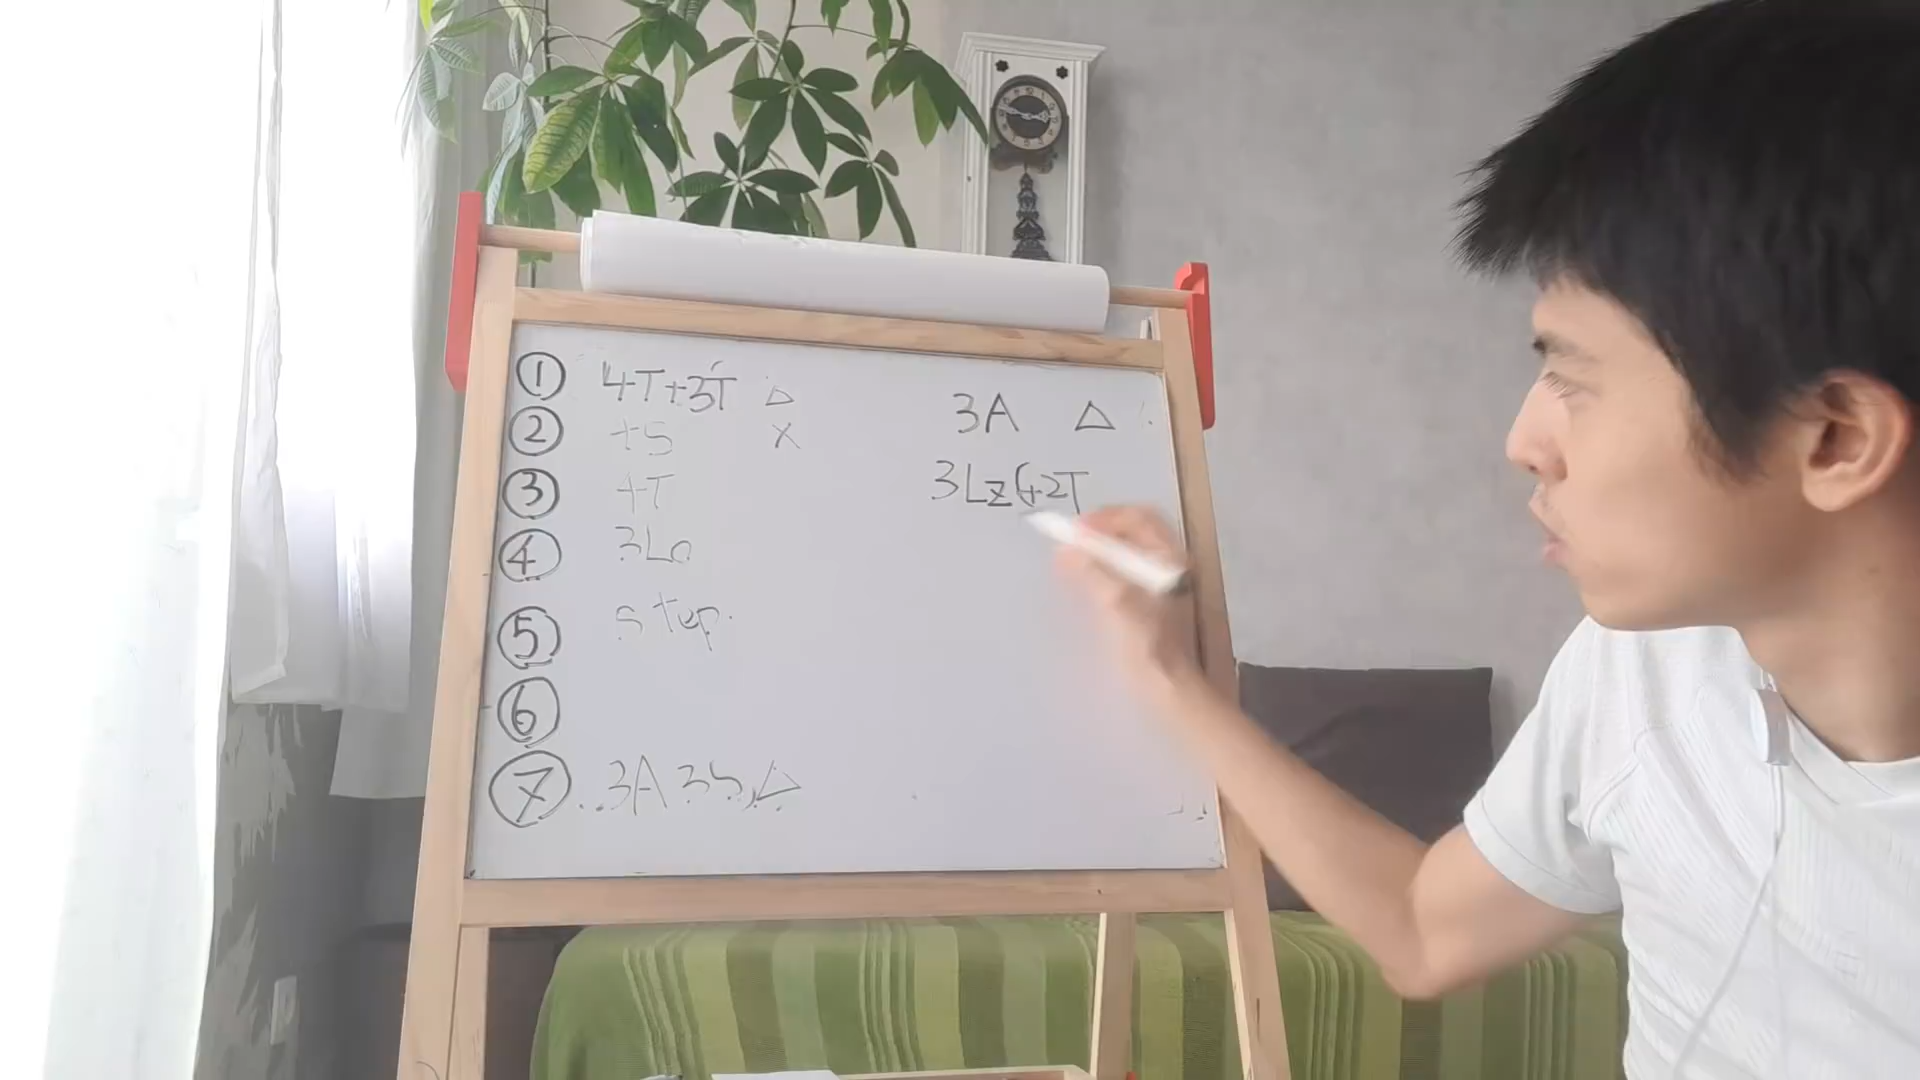 ① 4T+3T △
② +S X
③ 4T
④ 3Lo
⑤ step.
⑥
⑦ 3A 3S △
3A △
3Lz(+2T